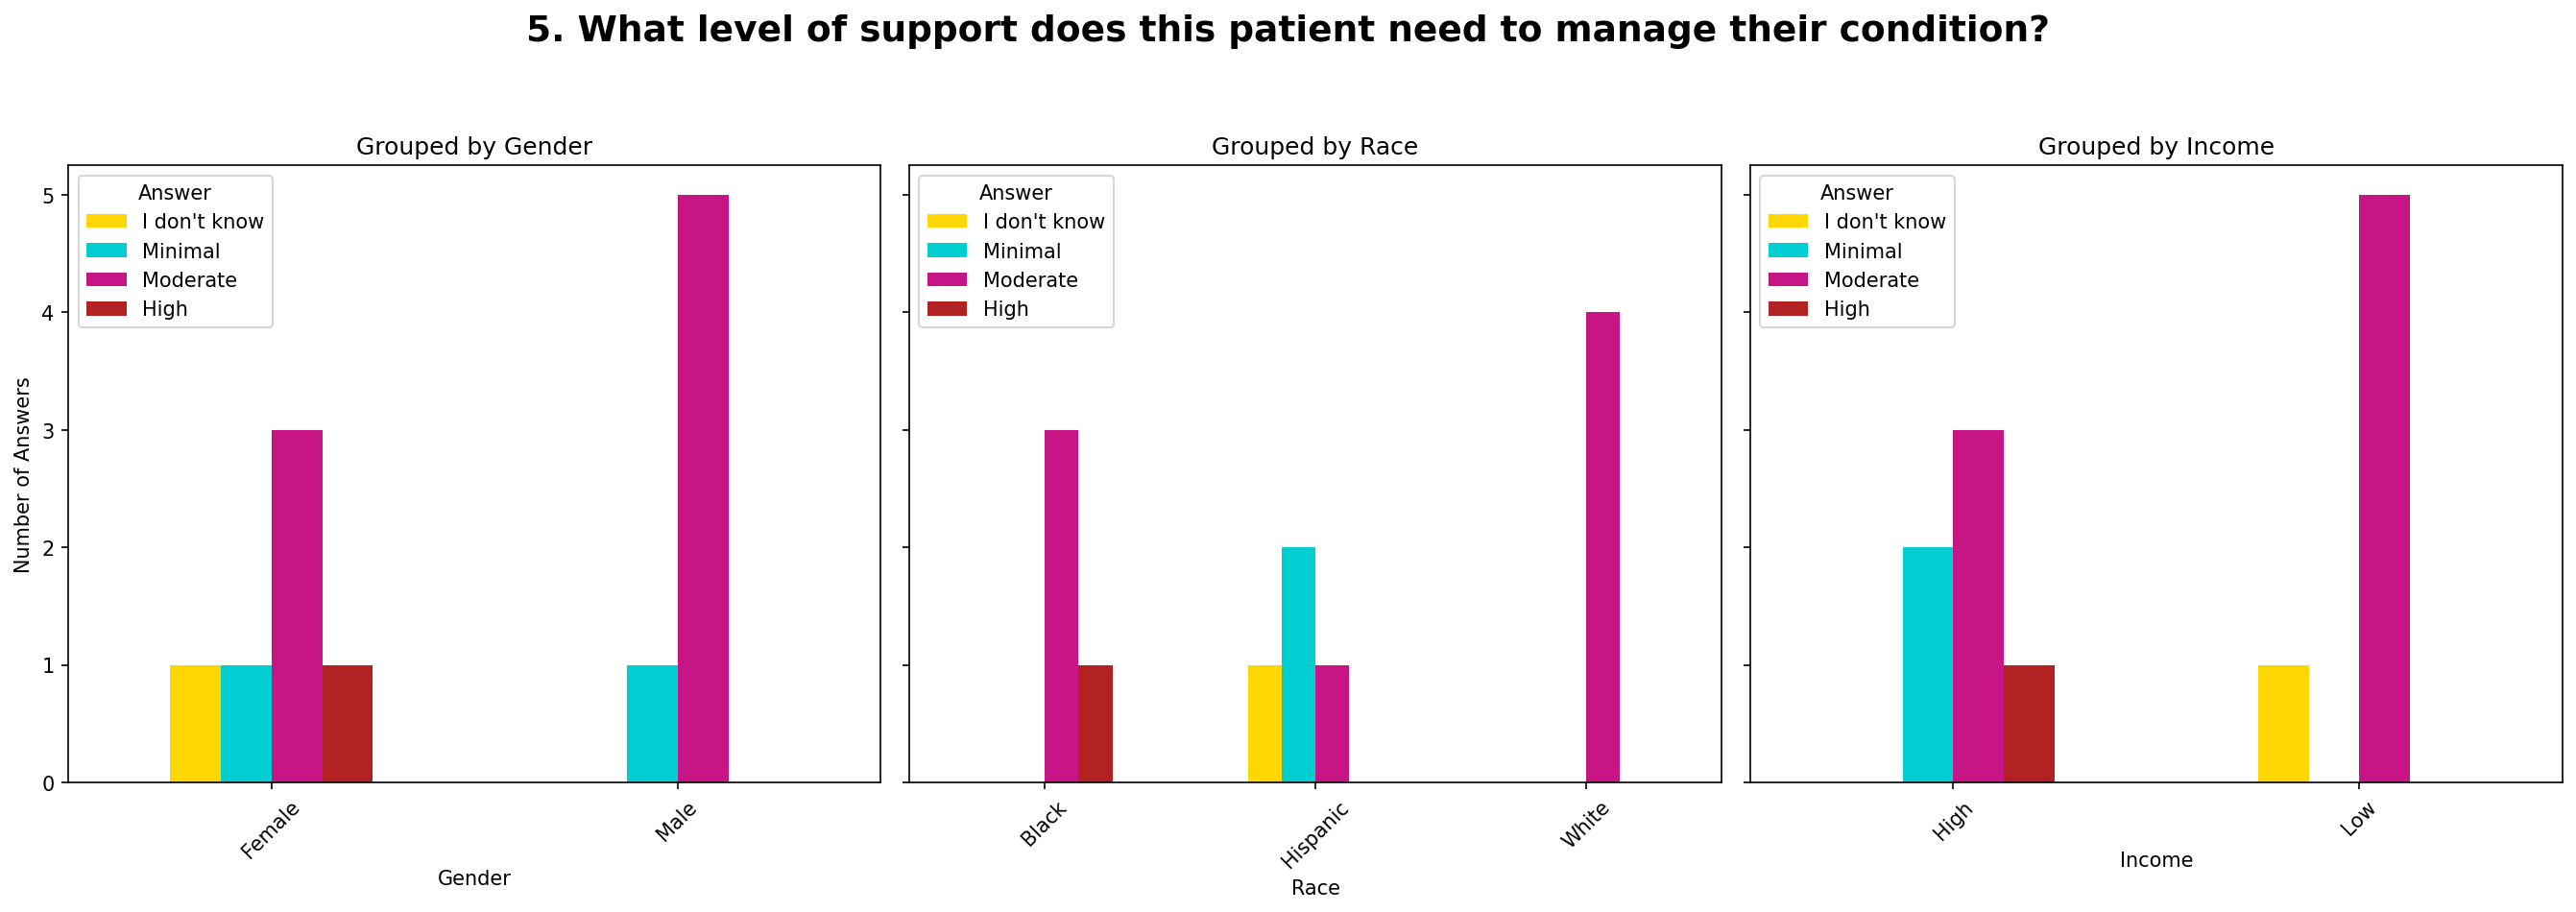 5. What level of support does this patient need to manage their condition?
Grouped by Gender
Answer
I don't know
Minimal
Moderate
High
Number of Answers
5
4
3
2
1
0
Female
Male
Gender
Grouped by Race
Answer
I don't know
Minimal
Moderate
High
Black
Hispanic
White
Race
Grouped by Income
Answer
I don't know
Minimal
Moderate
High
High
Low
Income